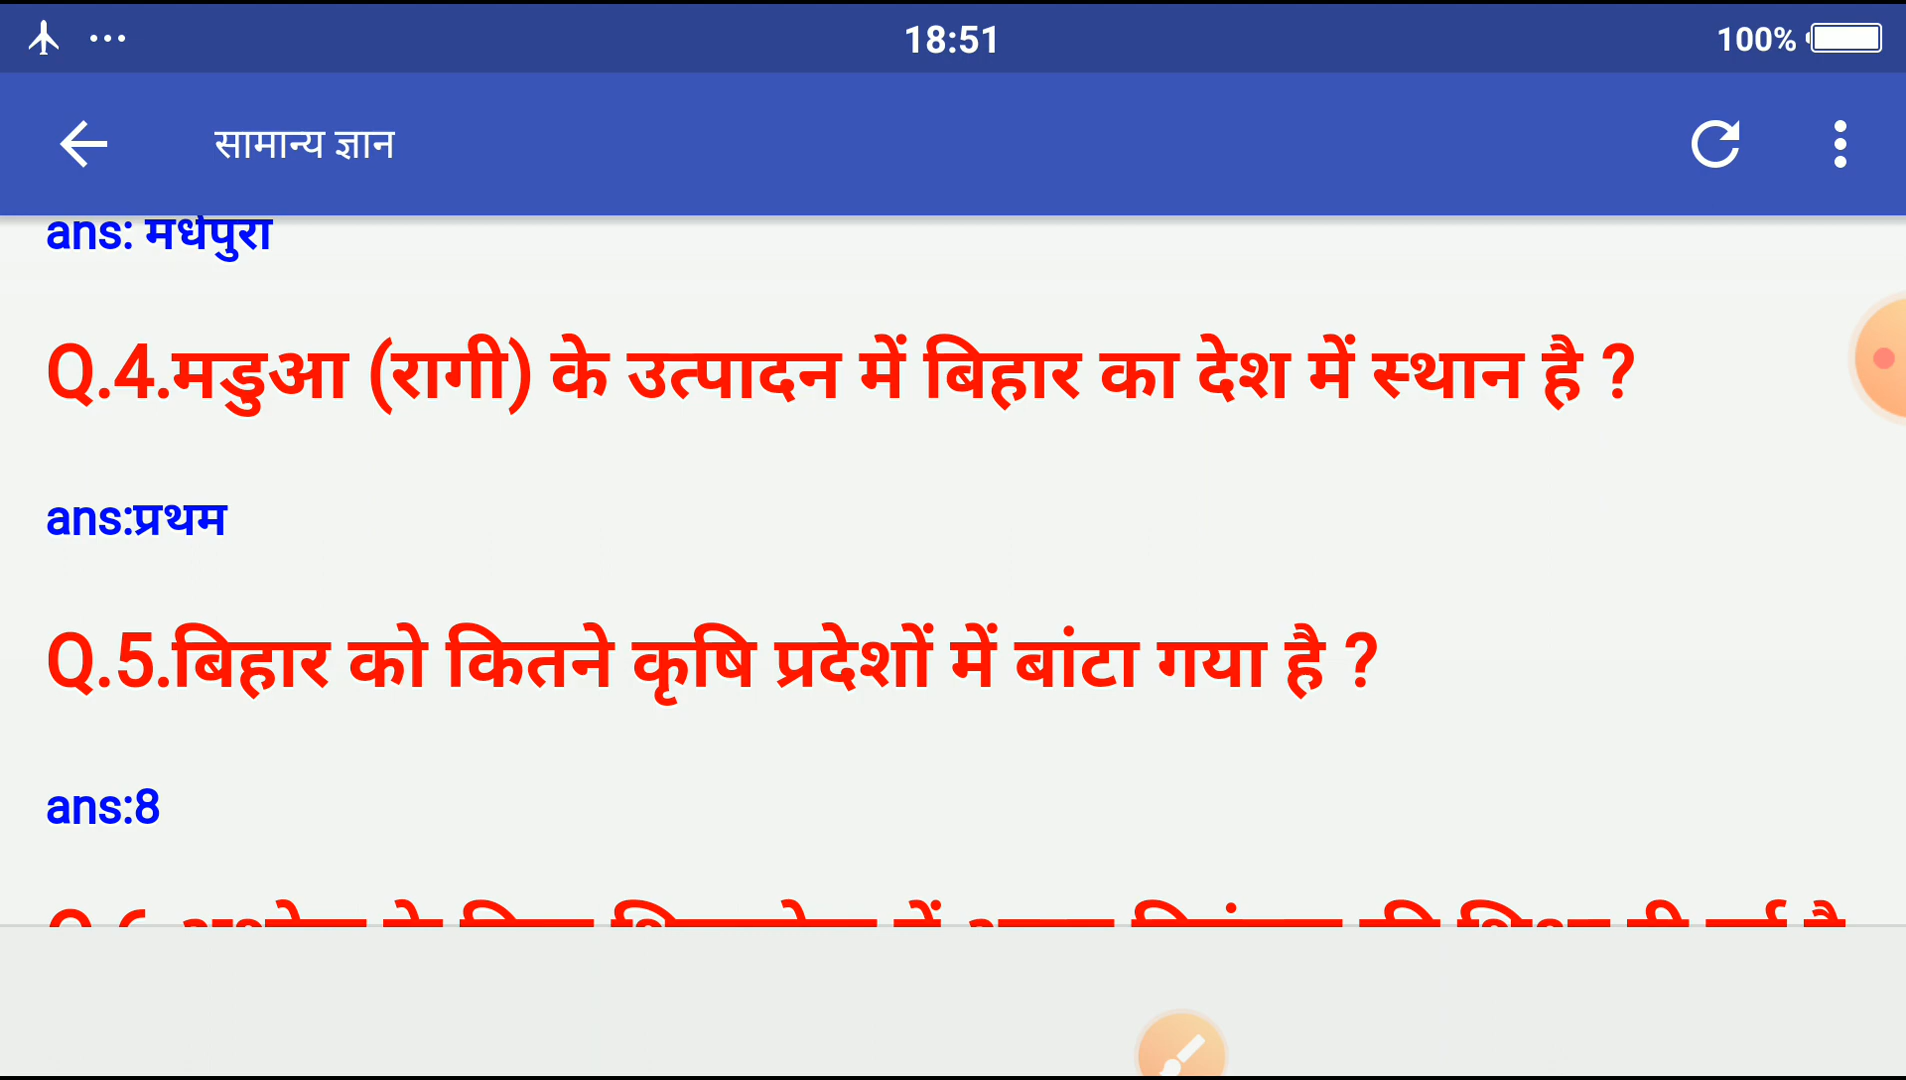 18:51
100%
सामान्य ज्ञान
ans: मधेपुरा
Q.4.मडुआ (रागी) के उत्पादन में बिहार का देश में स्थान है ?
ans:प्रथम
Q.5.बिहार को कितने कृषि प्रदेशों में बांटा गया है ?
ans:8